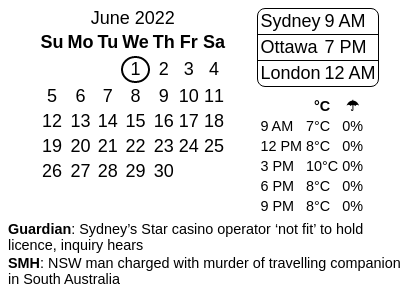 June 2022
Su Mo Tu We Th Fr Sa
1 2 3 4
5 6 7 8 9 10 11
12 13 14 15 16 17 18
19 20 21 22 23 24 25
26 27 28 29 30
Sydney 9 AM
Ottawa 7 PM
London 12 AM
°C ☂
9 AM 7°C 0%
12 PM 8°C 0%
3 PM 10°C 0%
6 PM 8°C 0%
9 PM 8°C 0%
Guardian: Sydney’s Star casino operator ‘not fit’ to hold
licence, inquiry hears
SMH: NSW man charged with murder of travelling companion
in South Australia